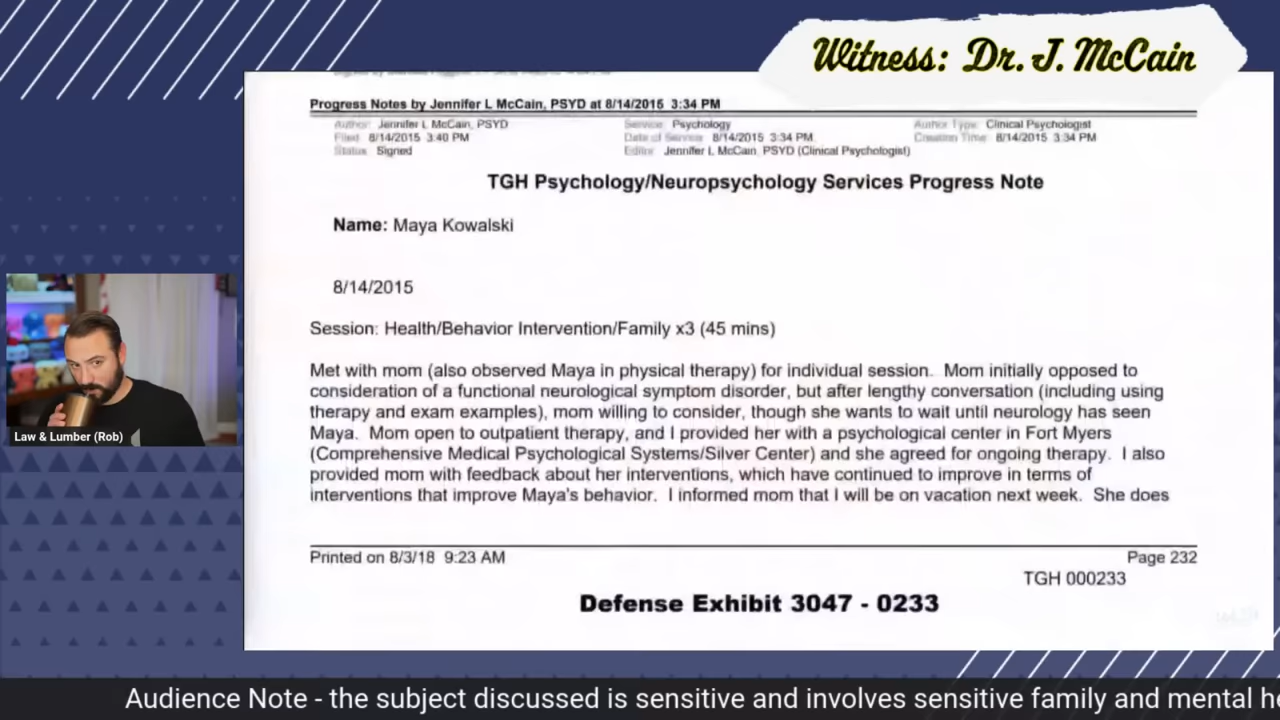 Witness: Dr. J. McCain
Progress Notes by Jennifer L McCain, PSYD at 8/14/2015 3:34 PM
Author: Jennifer L McCain, PSYD Service: Psychology Author Type: Clinical Psychologist
Filed: 8/14/2015 3:40 PM Date of Service: 8/14/2015 3:34 PM Creation Time: 8/14/2015 3:34 PM
Status: Signed Editor: Jennifer L McCain, PSYD (Clinical Psychologist)
TGH Psychology/Neuropsychology Services Progress Note
Name: Maya Kowalski
8/14/2015
Session: Health/Behavior Intervention/Family x3 (45 mins)
Met with mom (also observed Maya in physical therapy) for individual session. Mom initially opposed to
consideration of a functional neurological symptom disorder, but after lengthy conversation (including using
therapy and exam examples), mom willing to consider, though she wants to wait until neurology has seen
Maya. Mom open to outpatient therapy, and I provided her with a psychological center in Fort Myers
(Comprehensive Medical Psychological Systems/Silver Center) and she agreed for ongoing therapy. I also
provided mom with feedback about her interventions, which have continued to improve in terms of
interventions that improve Maya's behavior. I informed mom that I will be on vacation next week. She does
Printed on 8/3/18 9:23 AM Page 232
TGH 000233
Defense Exhibit 3047 - 0233
Law & Lumber (Rob)
Audience Note - the subject discussed is sensitive and involves sensitive family and mental he